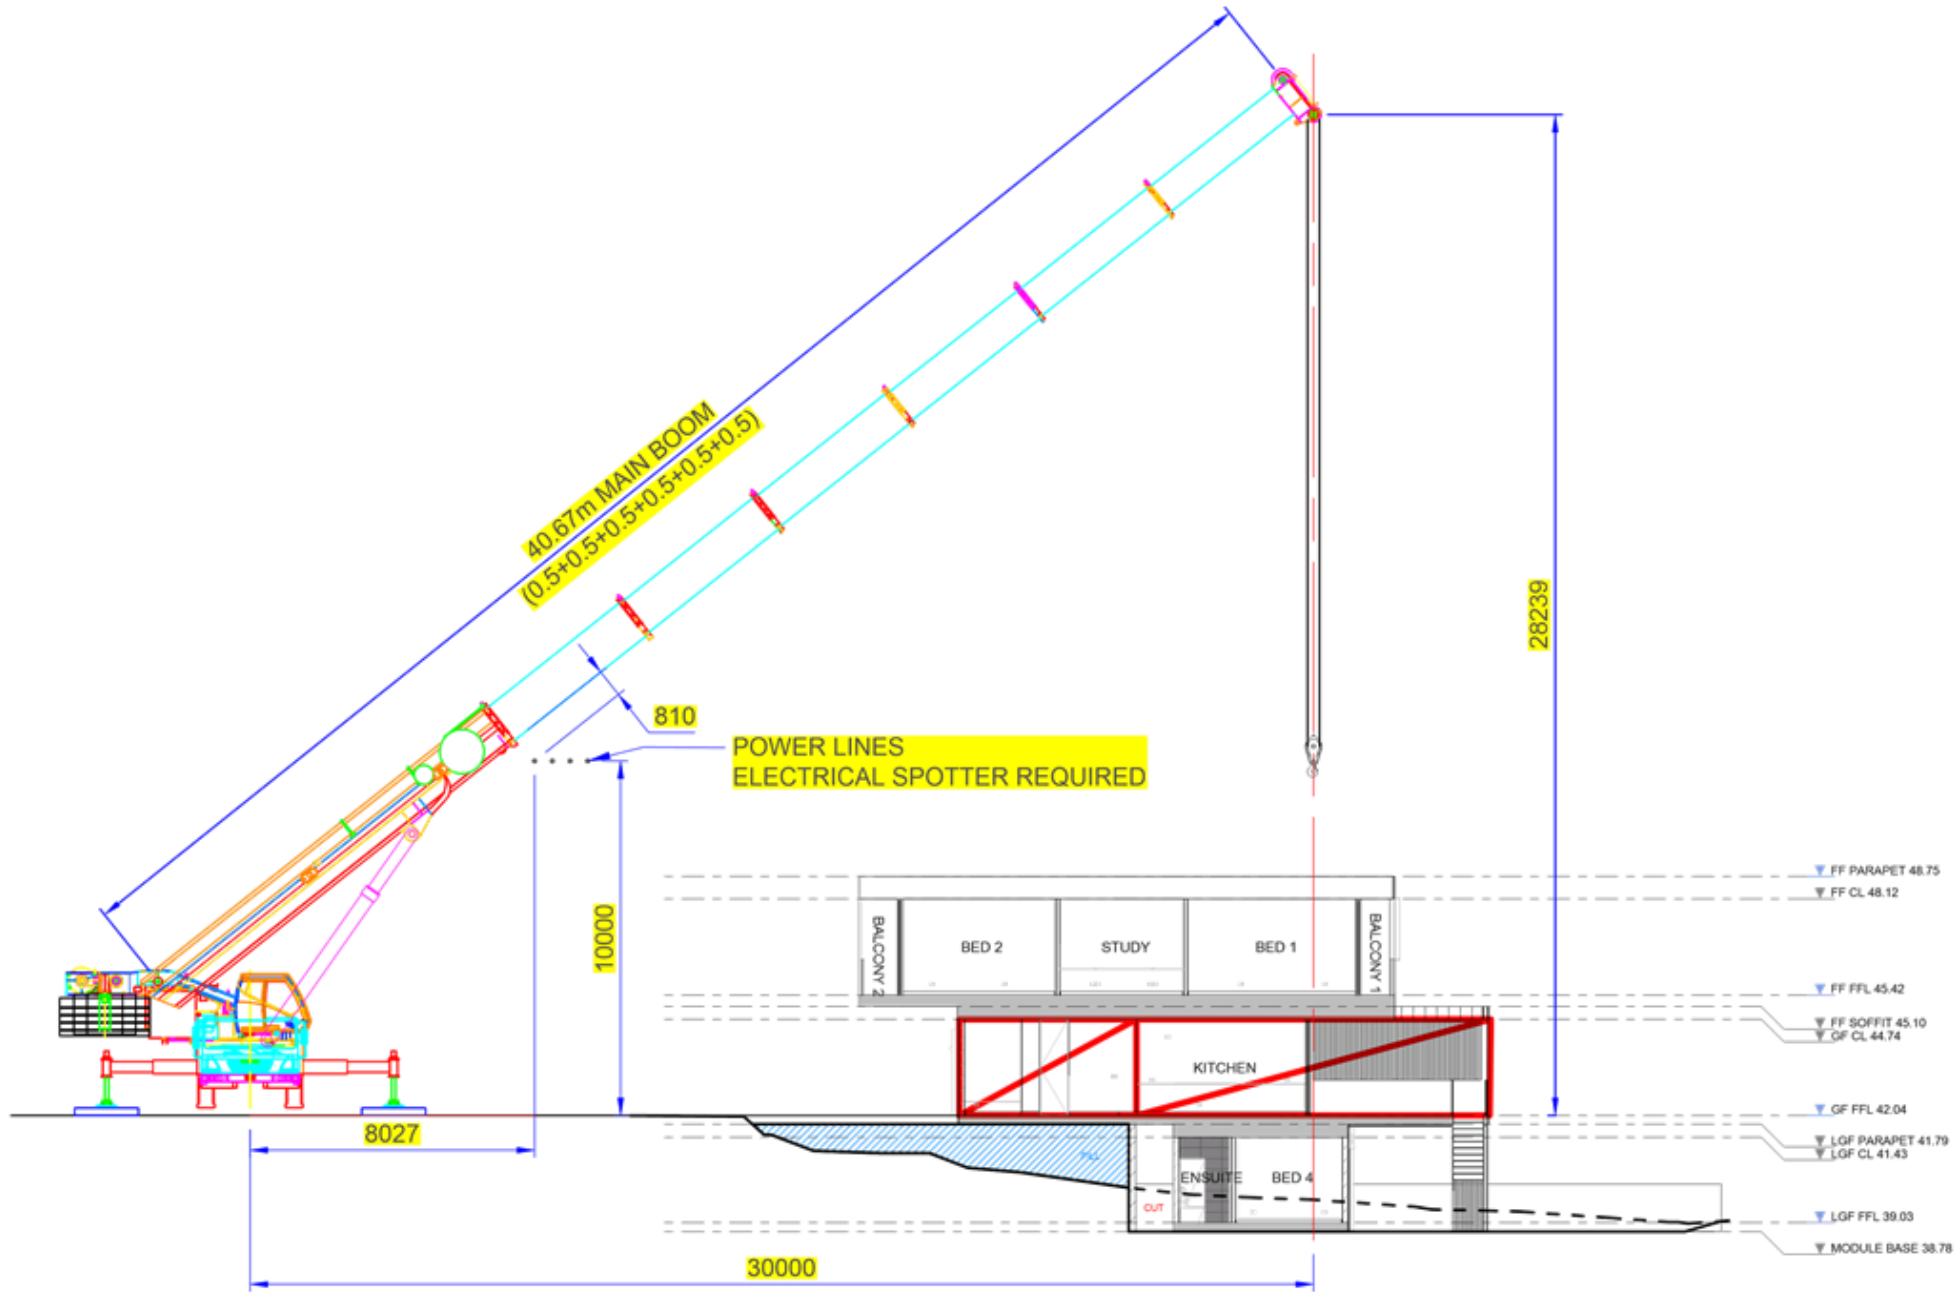 40.67m MAIN BOOM
(0.5+0.5+0.5+0.5+0.5+0.5)
28239
810
POWER LINES
ELECTRICAL SPOTTER REQUIRED
10000
8027
30000
BALCONY 2
BED 2
STUDY
BED 1
BALCONY 1
KITCHEN
FILL
ENSUITE
BED 4
CUT
FF PARAPET 48.75
FF CL 48.12
FF FFL 45.42
FF SOFFIT 45.10
GF CL 44.74
GF FFL 42.04
LGF PARAPET 41.79
LGF CL 41.43
LGF FFL 39.03
MODULE BASE 38.78